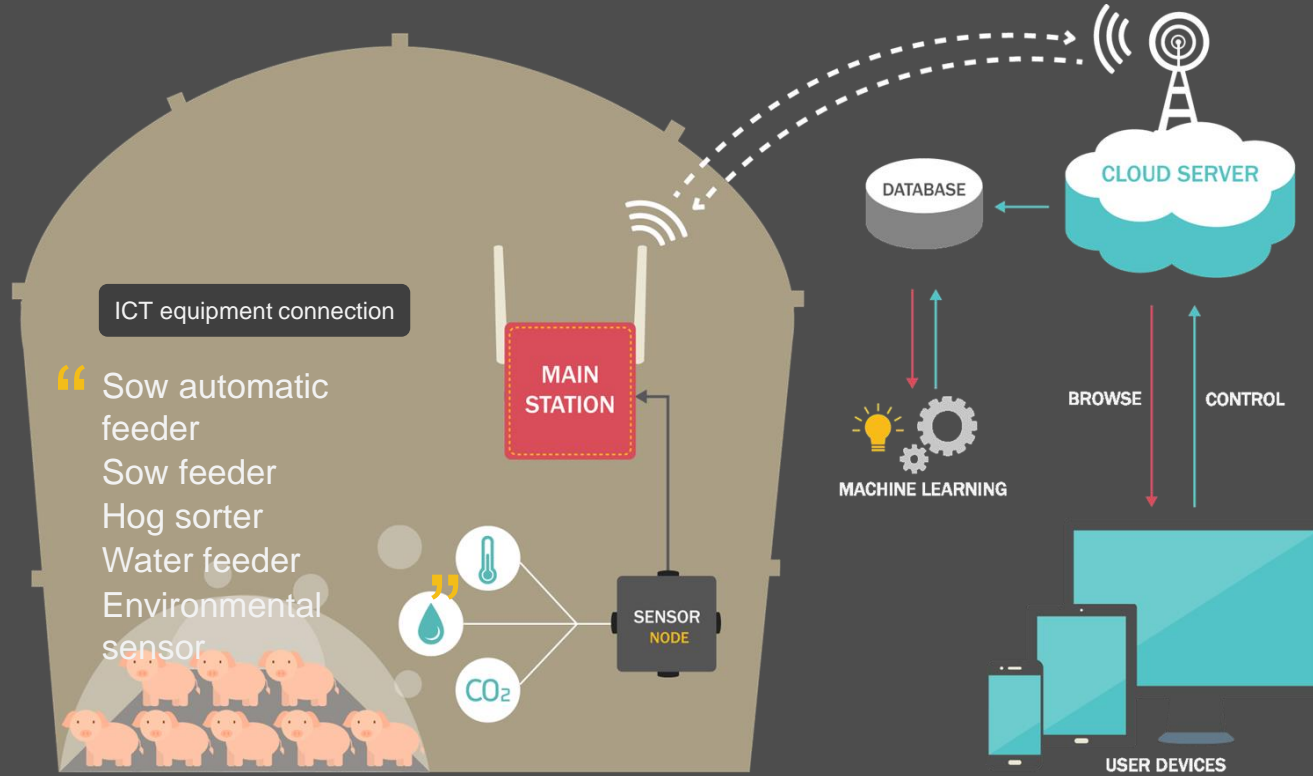 CLOUD SERVER
DATABASE
ICT equipment connection
“ Sow automatic
feeder
Sow feeder
Hog sorter
Water feeder
Environmental
sensor ”
MAIN
STATION
BROWSE
CONTROL
MACHINE LEARNING
SENSOR
NODE
CO₂
USER DEVICES